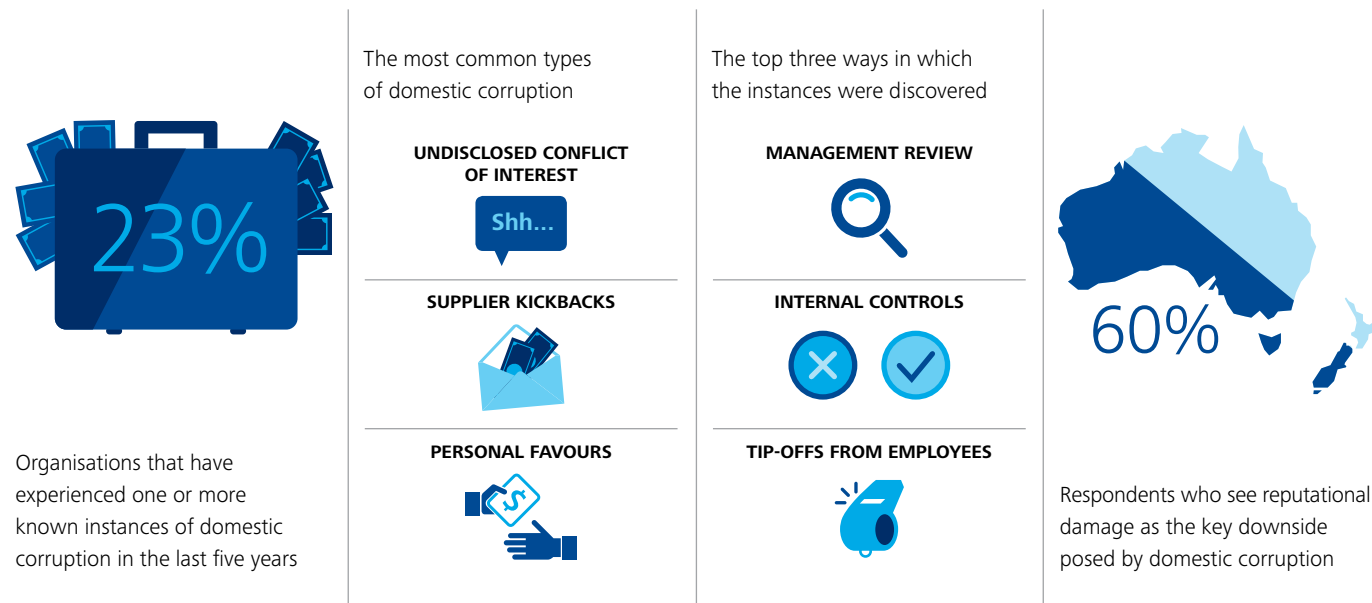 23%
Organisations that have
experienced one or more
known instances of domestic
corruption in the last five years
The most common types
of domestic corruption
UNDISCLOSED CONFLICT
OF INTEREST
Shh...
SUPPLIER KICKBACKS
PERSONAL FAVOURS
$
The top three ways in which
the instances were discovered
MANAGEMENT REVIEW
INTERNAL CONTROLS
TIP-OFFS FROM EMPLOYEES
60%
Respondents who see reputational
damage as the key downside
posed by domestic corruption